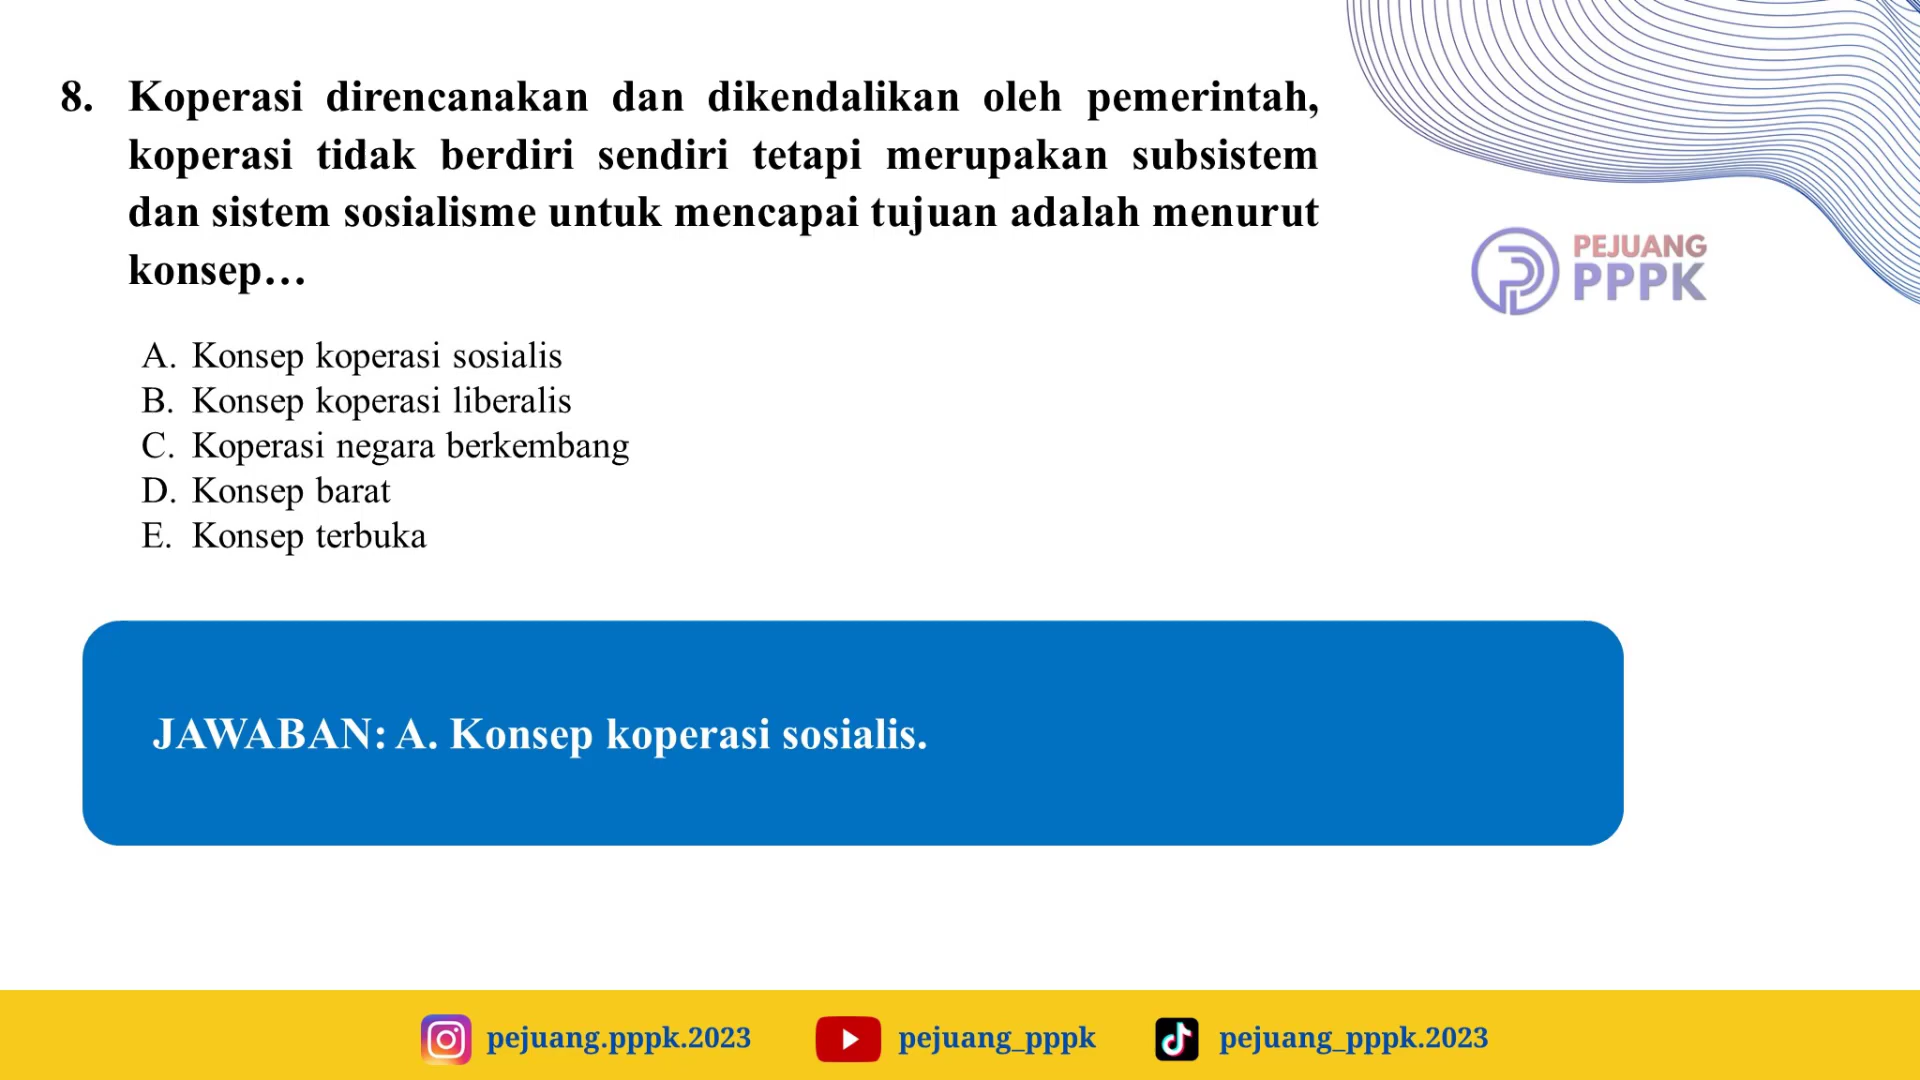 8. Koperasi direncanakan dan dikendalikan oleh pemerintah,
koperasi tidak berdiri sendiri tetapi merupakan subsistem
dan sistem sosialisme untuk mencapai tujuan adalah menurut
konsep…
A. Konsep koperasi sosialis
B. Konsep koperasi liberalis
C. Koperasi negara berkembang
D. Konsep barat
E. Konsep terbuka
PEJUANG
PPPK
JAWABAN: A. Konsep koperasi sosialis.
pejuang.pppk.2023 pejuang_pppk pejuang_pppk.2023